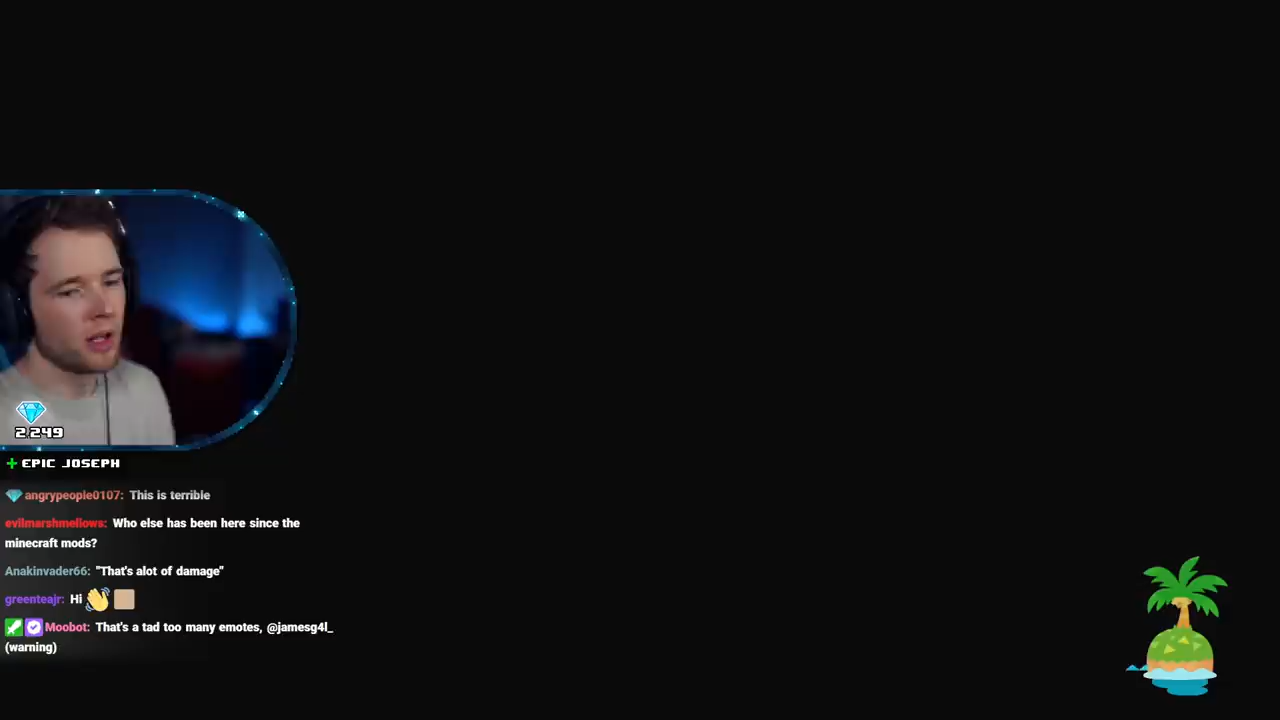 2,249
+ EPIC JOSEPH
angrypeople0107: This is terrible
evilmarshmellows: Who else has been here since the
minecraft mods?
Anakinvader66: "That's alot of damage"
greenteajr: Hi 👋🏼
Moobot: That's a tad too many emotes, @jamesg4l_
(warning)